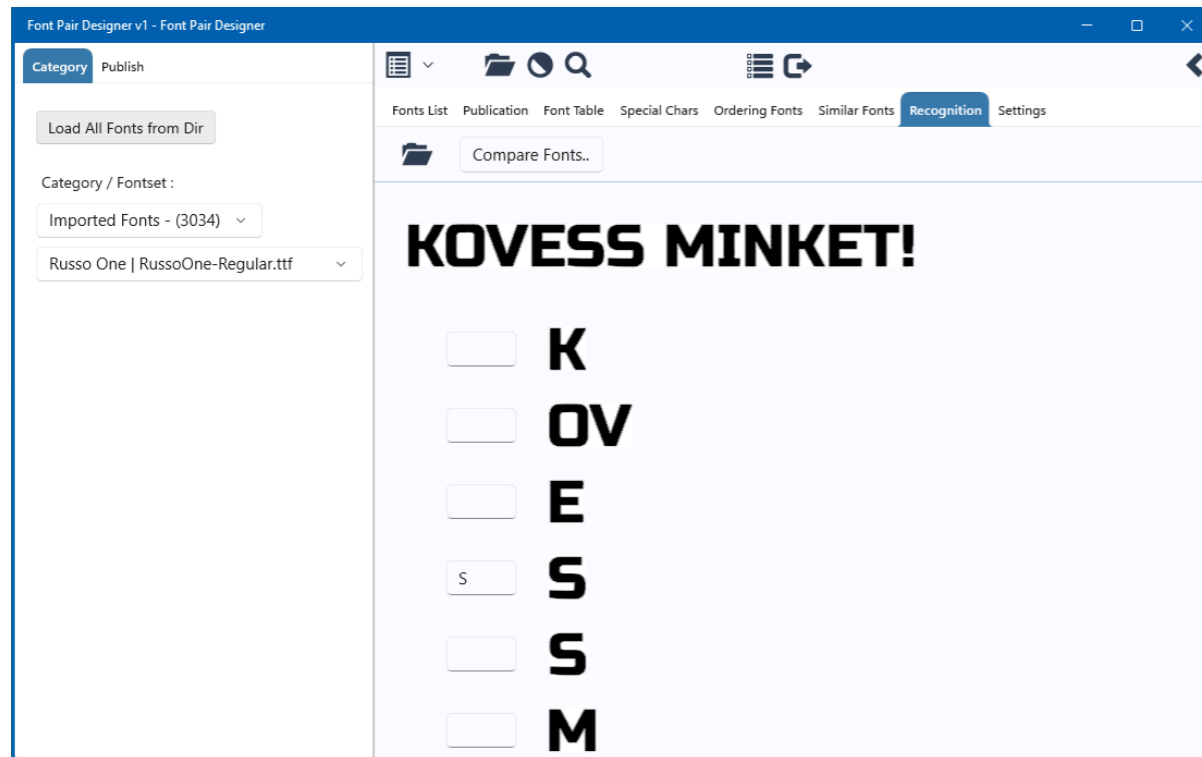 Font Pair Designer v1 - Font Pair Designer
Category Publish
Load All Fonts from Dir
Category / Fontset :
Imported Fonts - (3034)
Russo One | RussoOne-Regular.ttf
Fonts List Publication Font Table Special Chars Ordering Fonts Similar Fonts Recognition Settings
Compare Fonts..
KOVESS MINKET!
K
OV
E
S S
S
M